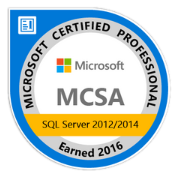 MICROSOFT CERTIFIED PROFESSIONAL
Microsoft
MCSA
SQL Server 2012/2014
Earned 2016